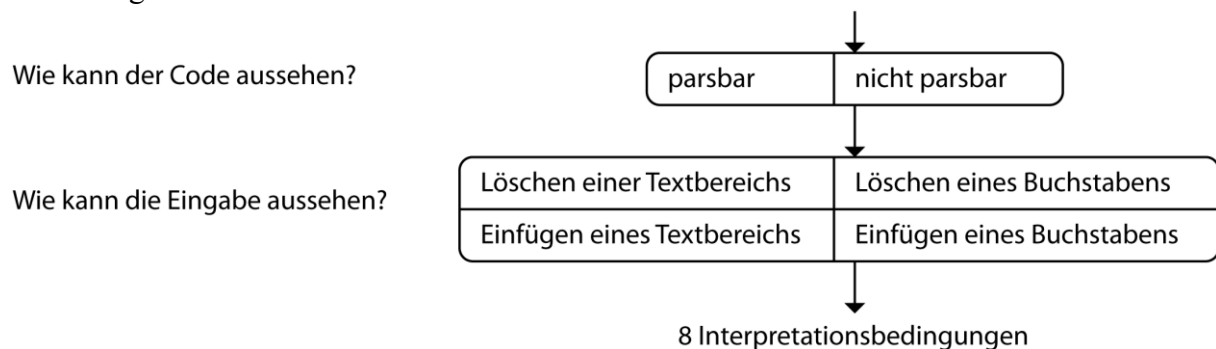 Wie kann der Code aussehen?
parsbar
nicht parsbar
Wie kann die Eingabe aussehen?
Löschen einer Textbereichs
Löschen eines Buchstabens
Einfügen eines Textbereichs
Einfügen eines Buchstabens
8 Interpretationsbedingungen